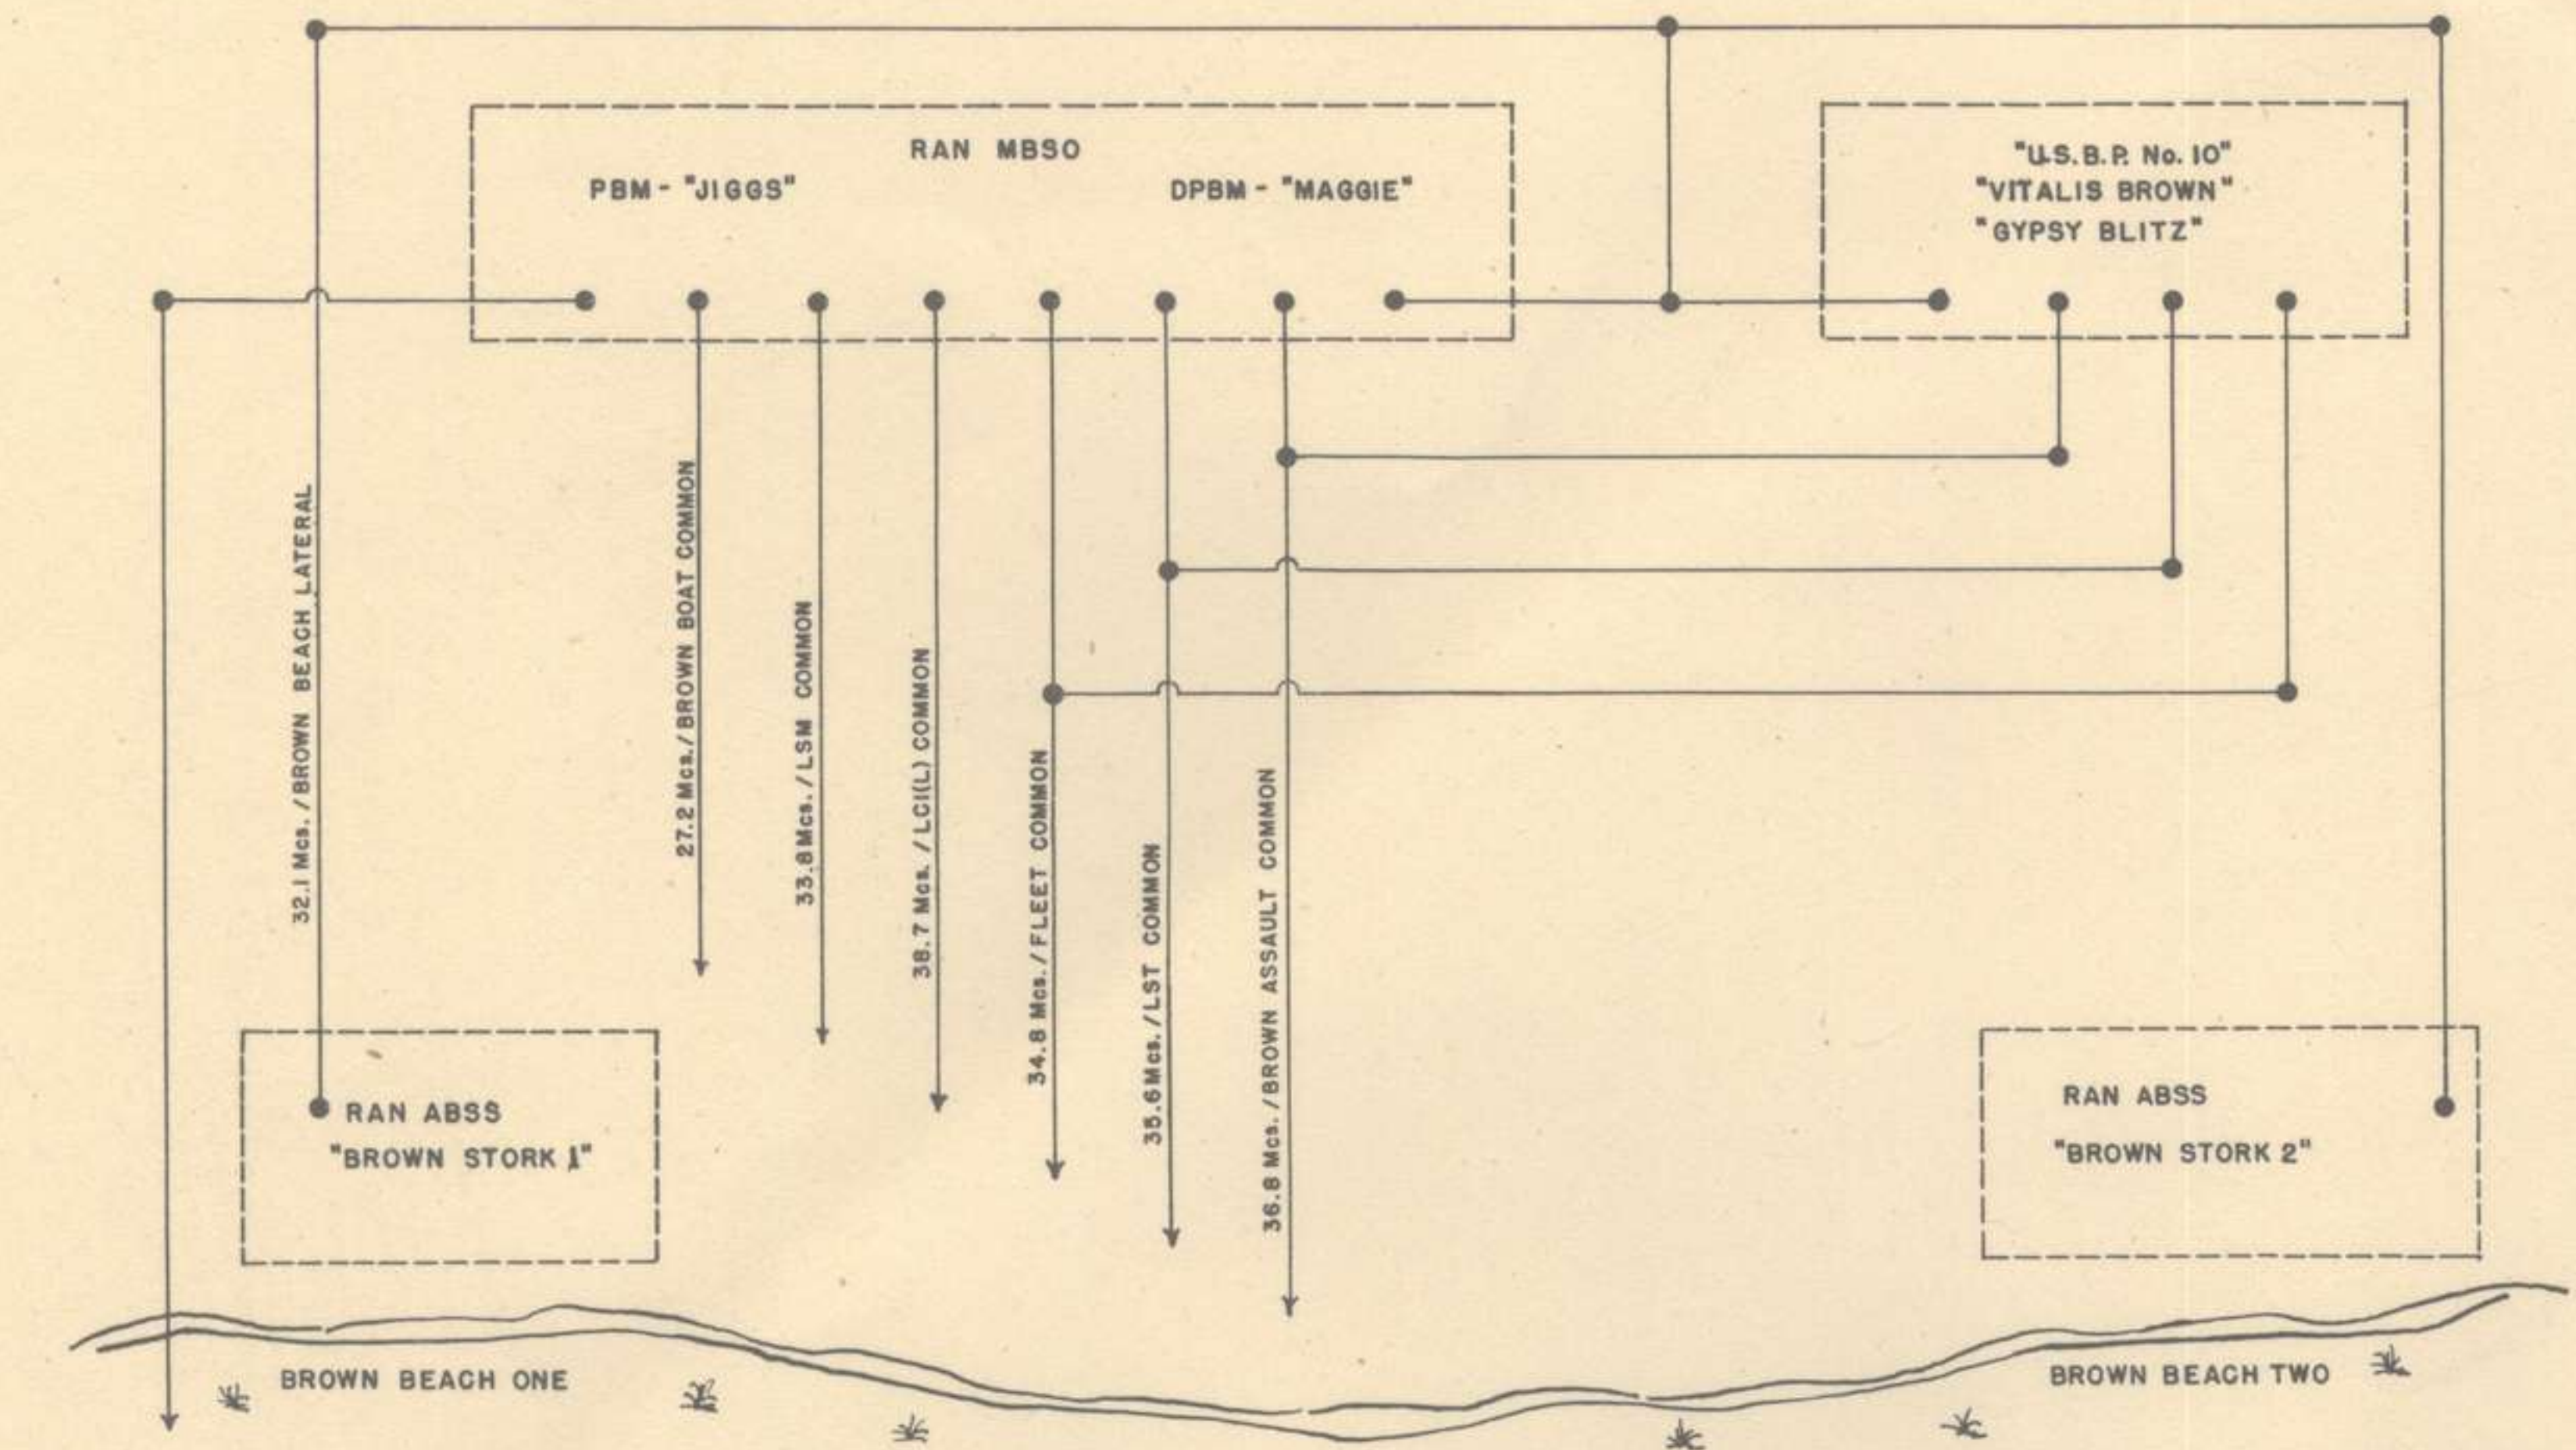 RAN MBSO
PBM - "JIGGS"
DPBM - "MAGGIE"
"U.S.B.P. No. 10"
"VITALIS BROWN"
"GYPSY BLITZ"
32.1 Mcs. / BROWN BEACH LATERAL
27.2 Mcs. / BROWN BOAT COMMON
33.8 Mcs. / LSM COMMON
38.7 Mcs. / LCI(L) COMMON
34.8 Mcs. / FLEET COMMON
35.6 Mcs. / LST COMMON
36.8 Mcs. / BROWN ASSAULT COMMON
RAN ABSS
"BROWN STORK 1"
RAN ABSS
"BROWN STORK 2"
BROWN BEACH ONE
BROWN BEACH TWO